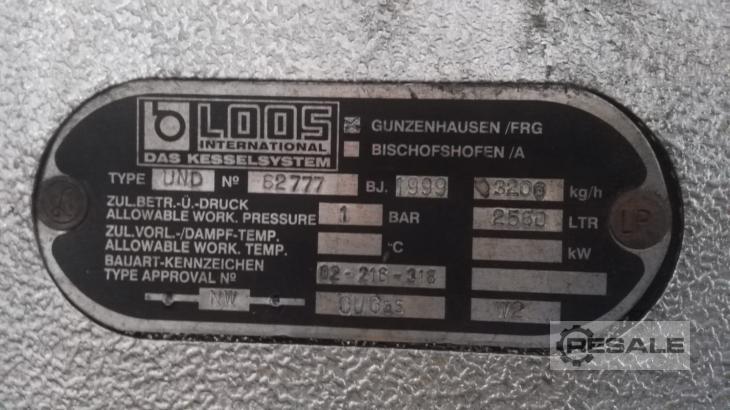 LOOS
INTERNATIONAL
DAS KESSELSYSTEM
GUNZENHAUSEN /FRG
BISCHOFSHOFEN /A
TYPE UND Nº 62777 BJ. 1999 3206 kg/h
ZUL.BETR.-Ü.-DRUCK
ALLOWABLE WORK. PRESSURE 1 BAR 2560 LTR
ZUL.VORL.-/DAMPF-TEMP.
ALLOWABLE WORK. TEMP. °C kW
BAUART-KENNZEICHEN
TYPE APPROVAL Nº 02-216-318
NW Öl/Gas W2
LP
RESALE